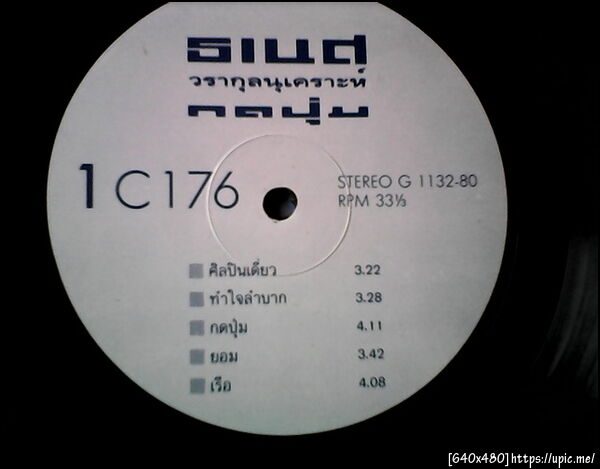 ธเนศ
วรากุลนุเคราะห์
กดปุ่ม
1 C176
STEREO G 1132-80
RPM 33⅓
ศิลปินเดี่ยว 3.22
ทำใจลำบาก 3.28
กดปุ่ม 4.11
ยอม 3.42
เรือ 4.08
[640x480]https://upic.me/